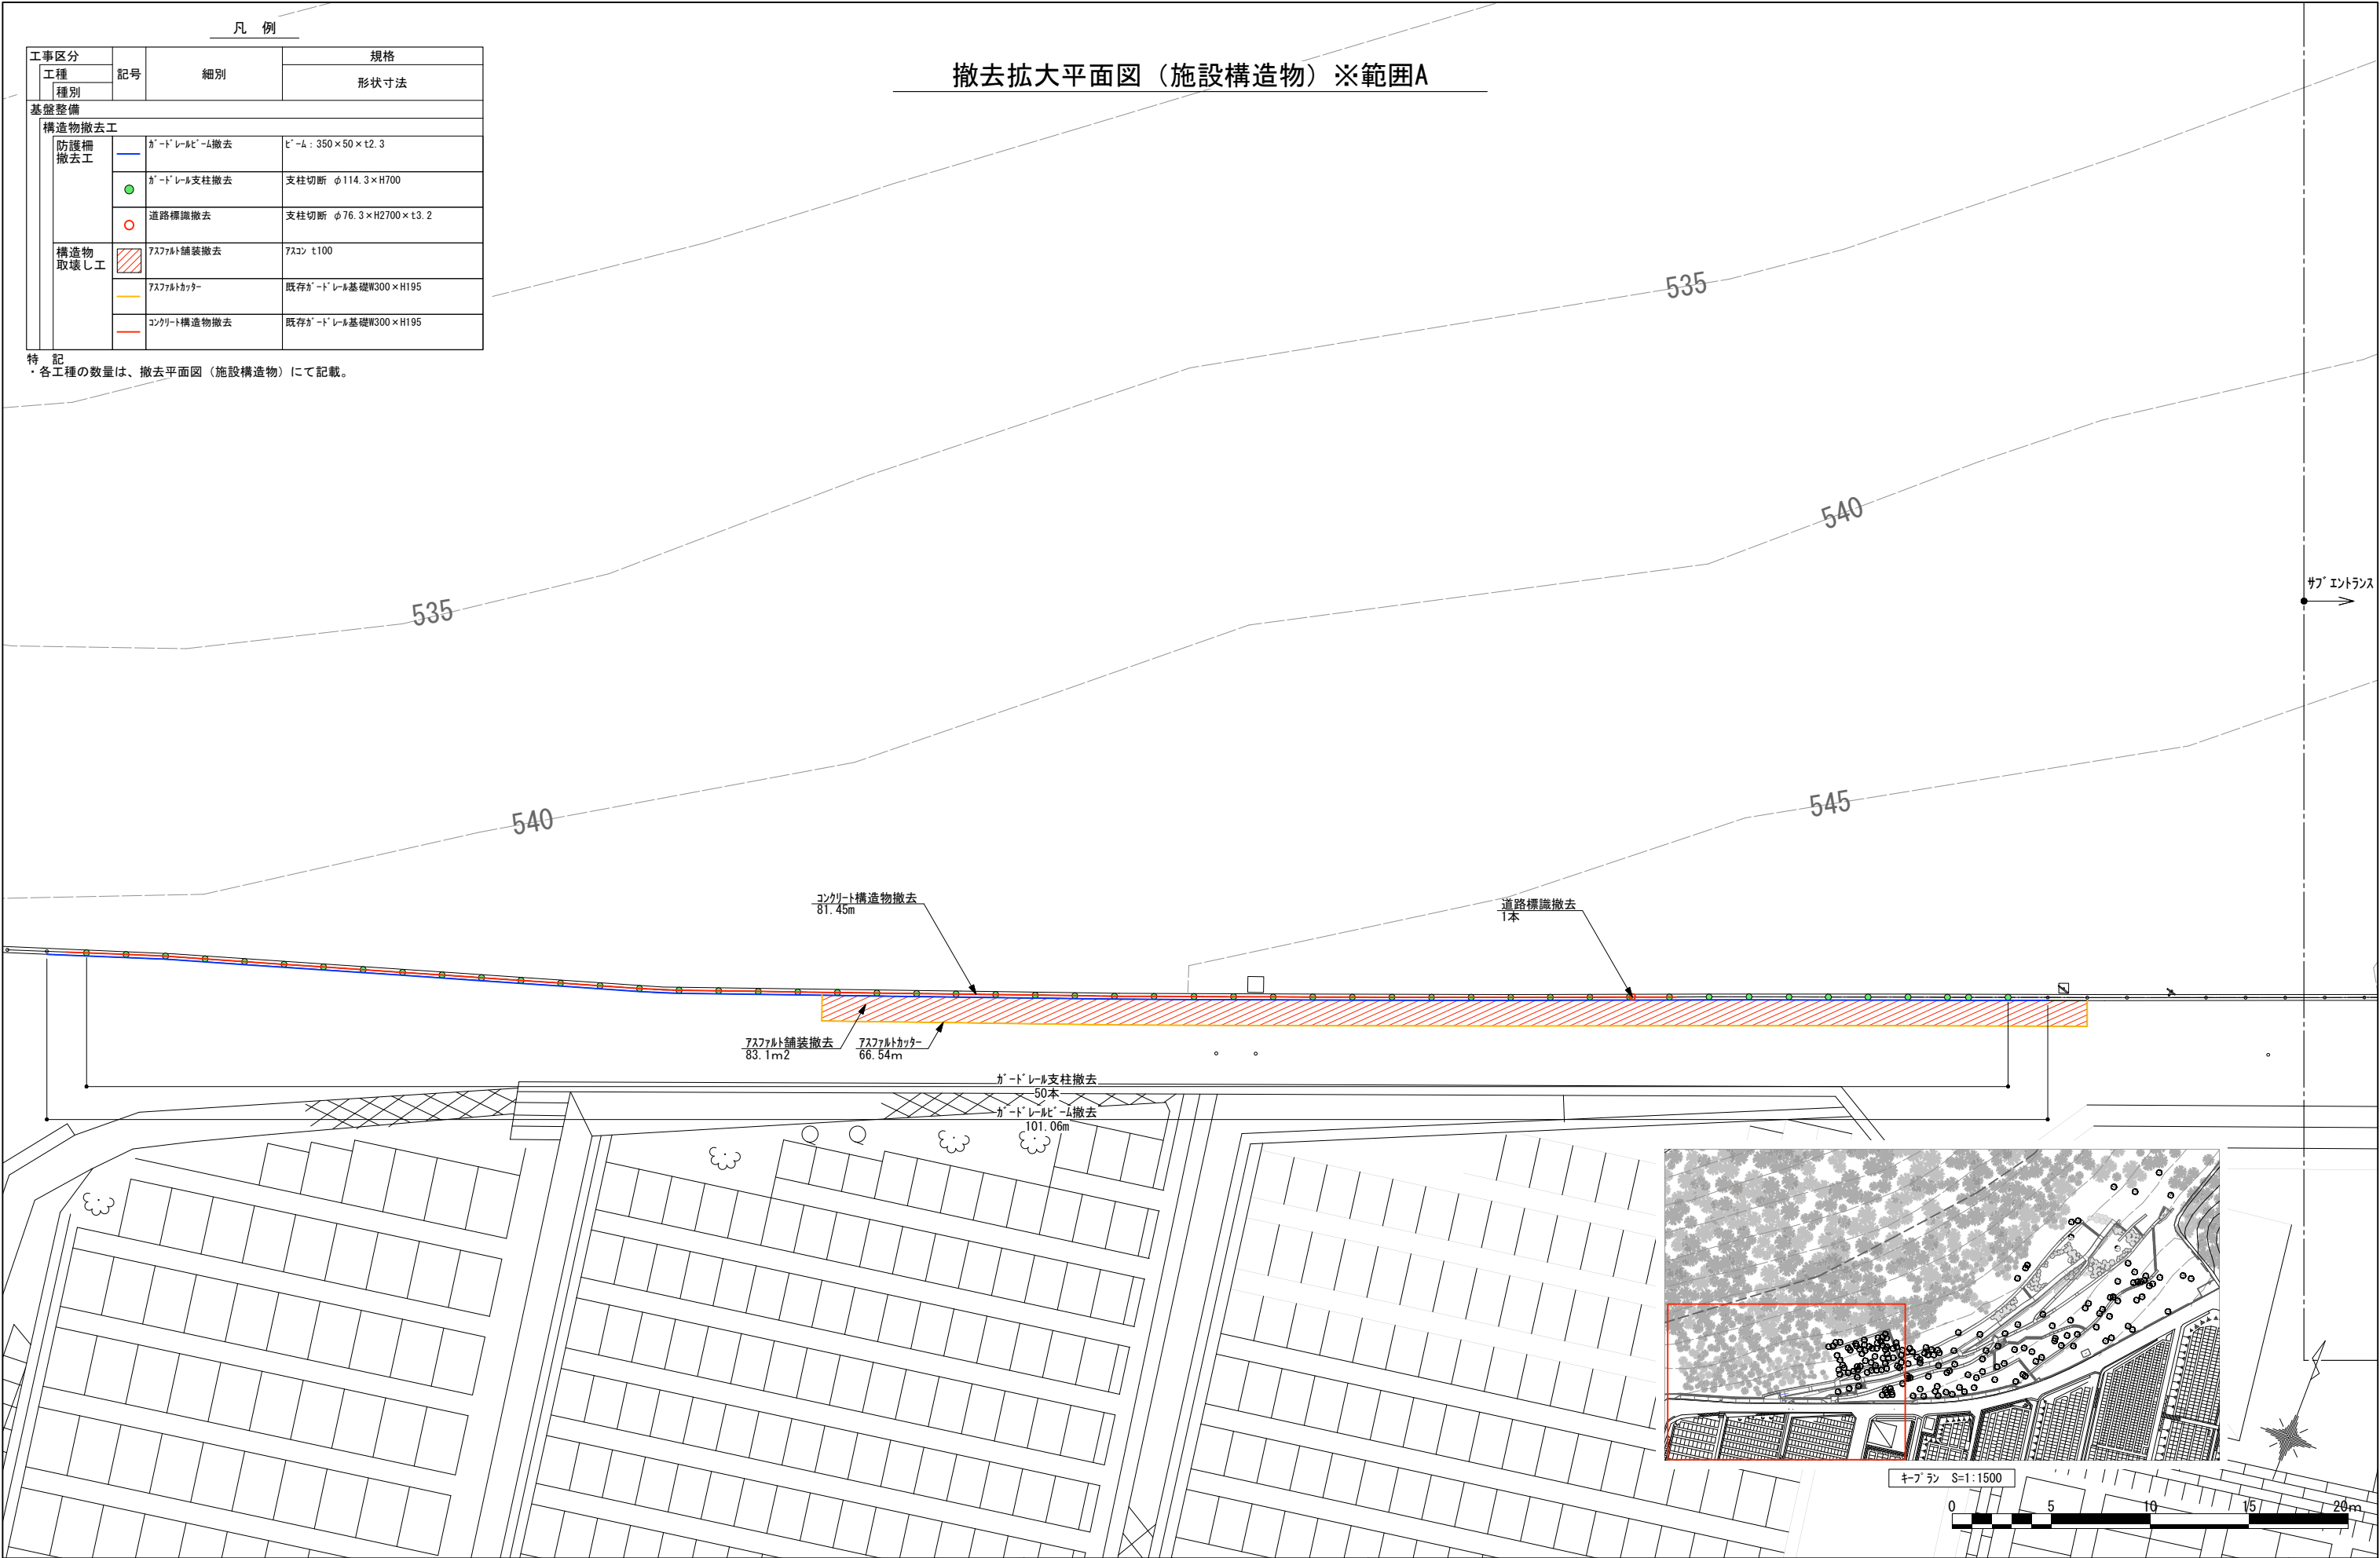 凡 例
工事区分
工種
種別
記号
細別
規格
形状寸法
基盤整備
構造物撤去工
防護柵
撤去工
ｶﾞｰﾄﾞﾚｰﾙﾋﾞｰﾑ撤去
ﾋﾞｰﾑ：350×50×t2.3
ｶﾞｰﾄﾞﾚｰﾙ支柱撤去
支柱切断 φ114.3×H700
道路標識撤去
支柱切断 φ76.3×H2700×t3.2
構造物
取壊し工
ｱｽﾌｧﾙﾄ舗装撤去
ｱｽｺﾝ t100
ｱｽﾌｧﾙﾄｶｯﾀｰ
既存ｶﾞｰﾄﾞﾚｰﾙ基礎W300×H195
ｺﾝｸﾘｰﾄ構造物撤去
既存ｶﾞｰﾄﾞﾚｰﾙ基礎W300×H195
特 記
・各工種の数量は、撤去平面図（施設構造物）にて記載。
撤去拡大平面図（施設構造物）※範囲A
535
540
ｻﾌﾞｴﾝﾄﾗﾝｽ
535
540
545
ｺﾝｸﾘｰﾄ構造物撤去
81.45m
道路標識撤去
1本
ｱｽﾌｧﾙﾄ舗装撤去
83.1m2
ｱｽﾌｧﾙﾄｶｯﾀｰ
66.54m
ｶﾞｰﾄﾞﾚｰﾙ支柱撤去
50本
ｶﾞｰﾄﾞﾚｰﾙﾋﾞｰﾑ撤去
101.06m
ｷｰﾌﾟﾗﾝ S=1:1500
0 5 10 15 20m